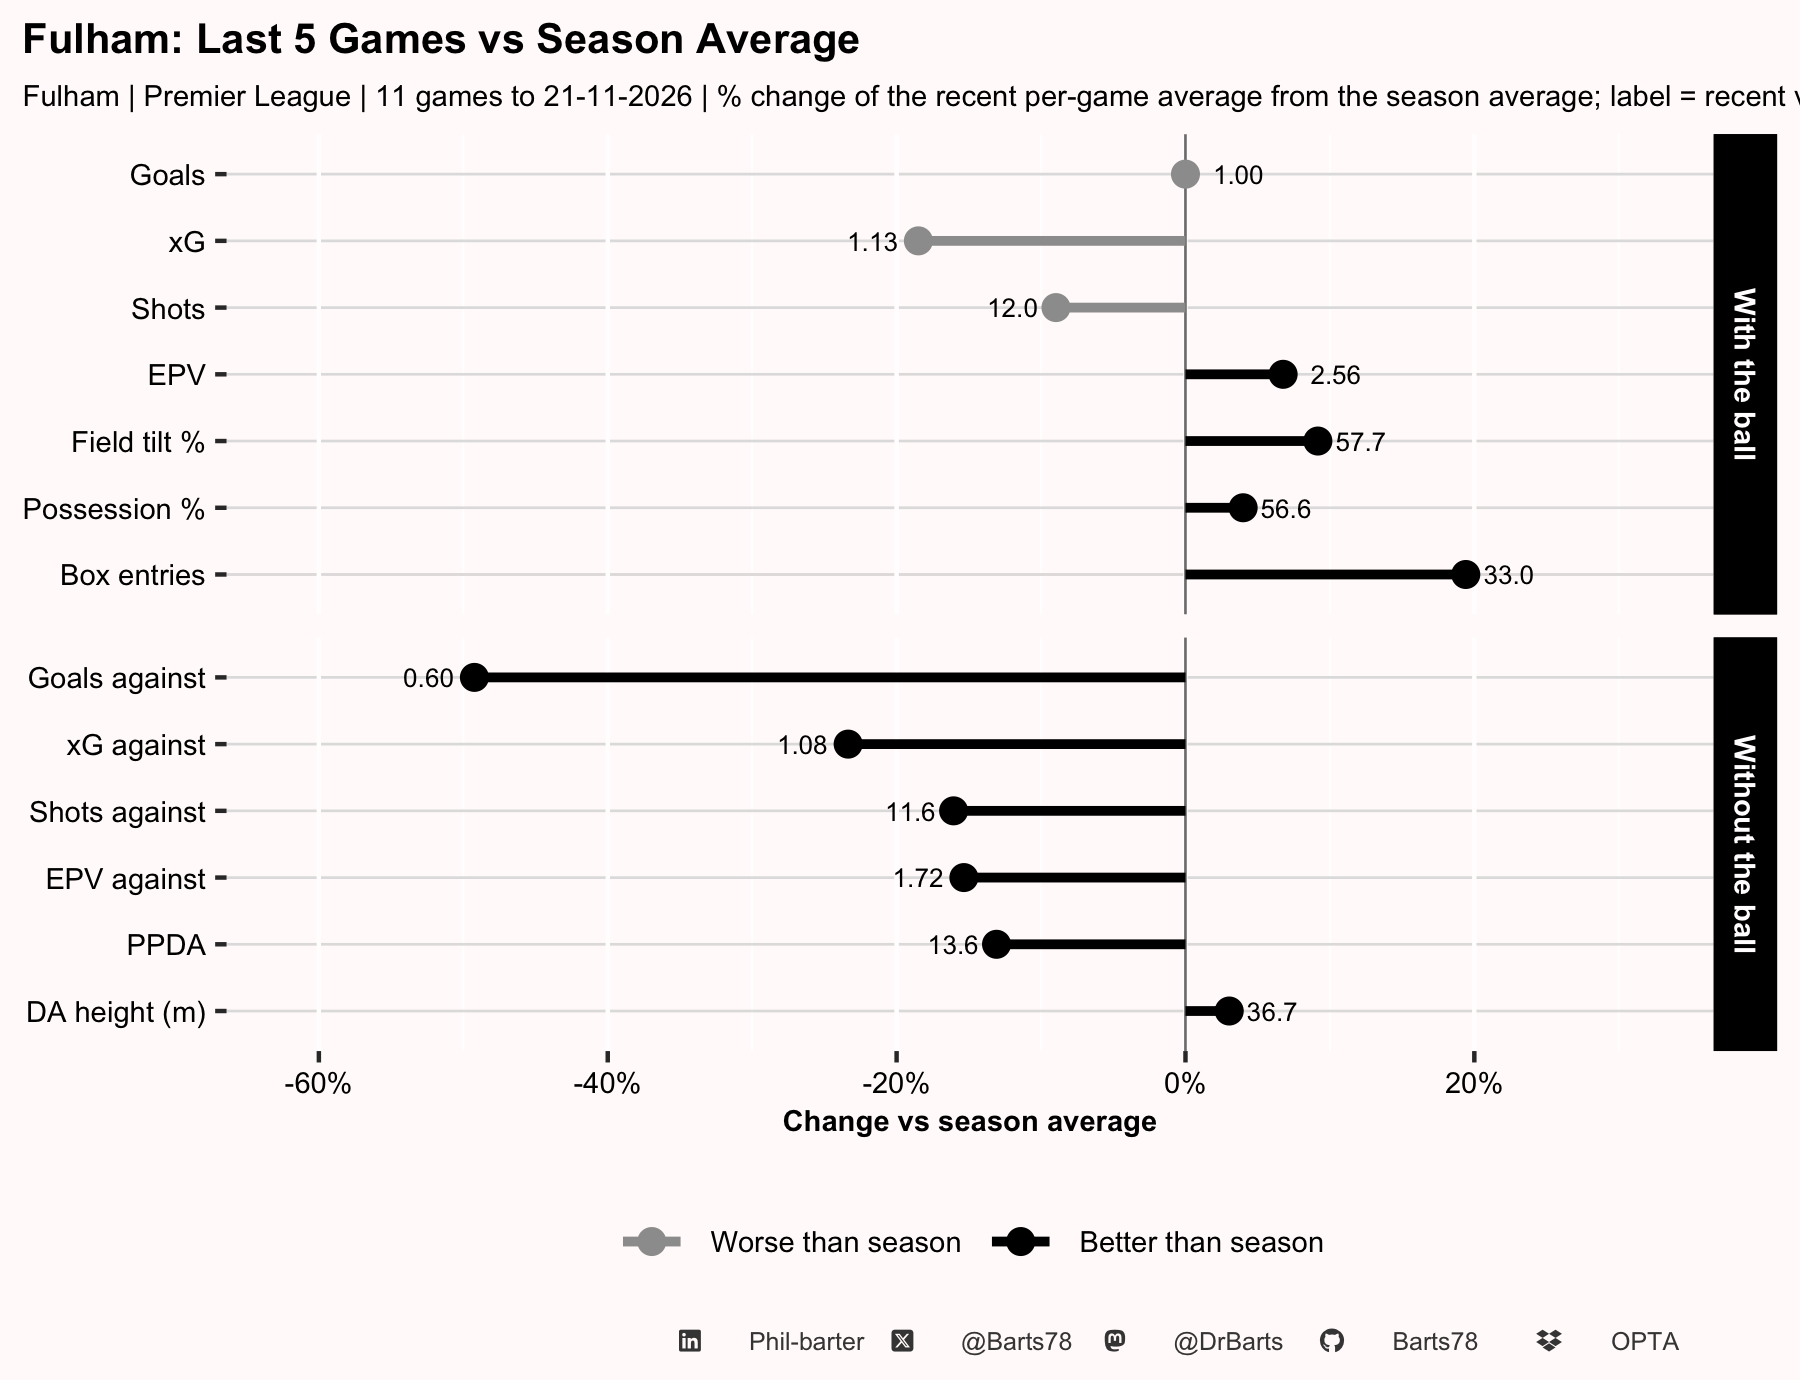 Fulham: Last 5 Games vs Season Average
Fulham | Premier League | 11 games to 21-11-2026 | % change of the recent per-game average from the season average; label = recent
Goals
1.00
xG
1.13
Shots
12.0
EPV
2.56
Field tilt %
57.7
Possession %
56.6
Box entries
33.0
With the ball
Goals against
0.60
xG against
1.08
Shots against
11.6
EPV against
1.72
PPDA
13.6
DA height (m)
36.7
Without the ball
-60% -40% -20% 0% 20%
Change vs season average
Worse than season Better than season
Phil-barter @Barts78 @DrBarts Barts78 OPTA